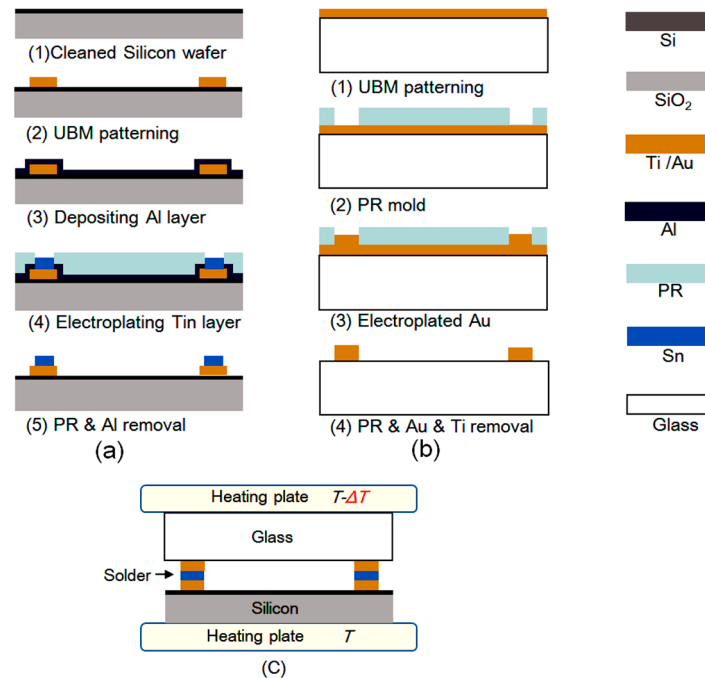 (1)Cleaned Silicon wafer
(2) UBM patterning
(3) Depositing Al layer
(4) Electroplating Tin layer
(5) PR & Al removal
(a)
(1) UBM patterning
(2) PR mold
(3) Electroplated Au
(4) PR & Au & Ti removal
(b)
Si
SiO₂
Ti /Au
Al
PR
Sn
Glass
Heating plate T-ΔT
Glass
Solder
Silicon
Heating plate T
(C)